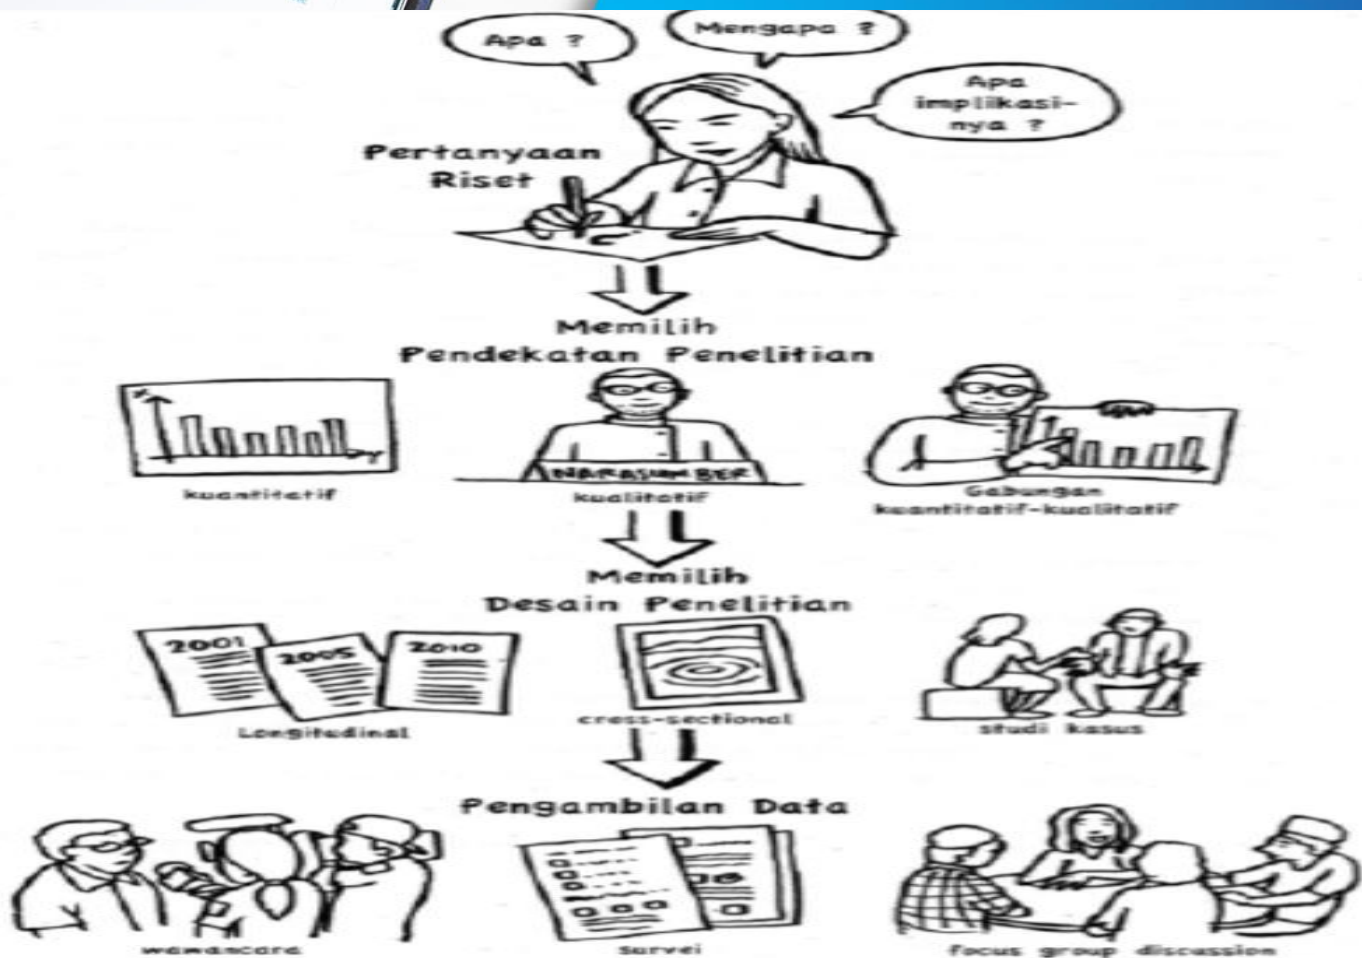 Apa ?
Mengapa ?
Apa
implikasi-
nya ?
Pertanyaan
Riset
Memilih
Pendekatan Penelitian
NARASUMBER
kuantitatif
kualitatif
Gabungan
kuantitatif-kualitatif
Memilih
Desain Penelitian
2001
2005
2010
Longitudinal
cross-sectional
studi kasus
Pengambilan Data
wawancara
survei
focus group discussion